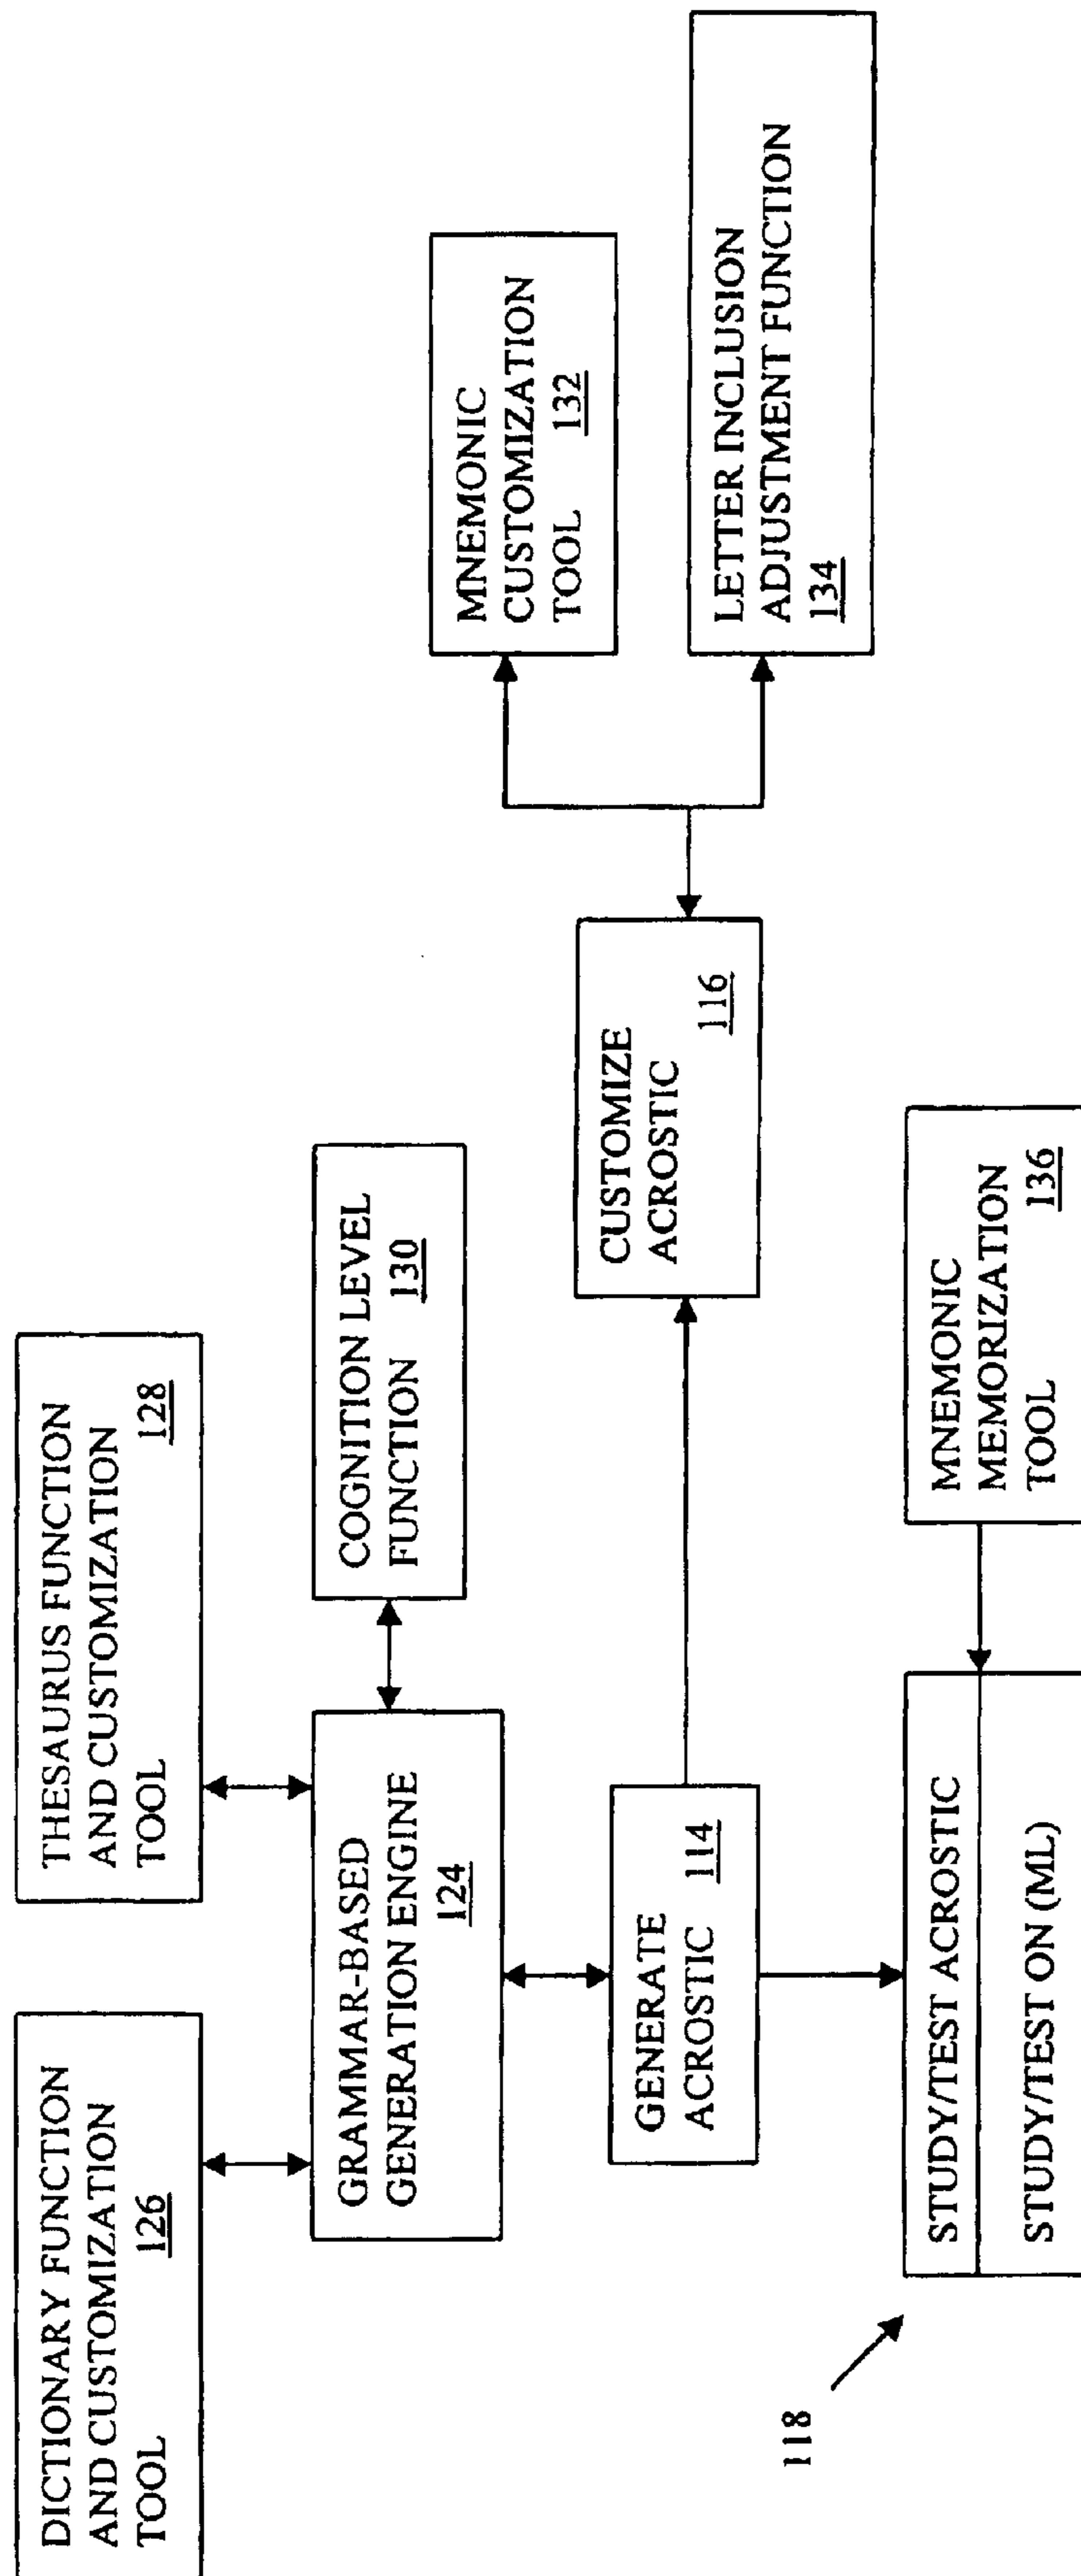 DICTIONARY FUNCTION
AND CUSTOMIZATION
TOOL 126
THESAURUS FUNCTION
AND CUSTOMIZATION
TOOL 128
GRAMMAR-BASED
GENERATION ENGINE
124
COGNITION LEVEL
FUNCTION 130
MNEMONIC
CUSTOMIZATION
TOOL 132
GENERATE
ACROSTIC 114
CUSTOMIZE
ACROSTIC
116
LETTER INCLUSION
ADJUSTMENT FUNCTION
134
118
STUDY/TEST ACROSTIC
STUDY/TEST ON (ML)
MNEMONIC
MEMORIZATION
TOOL 136